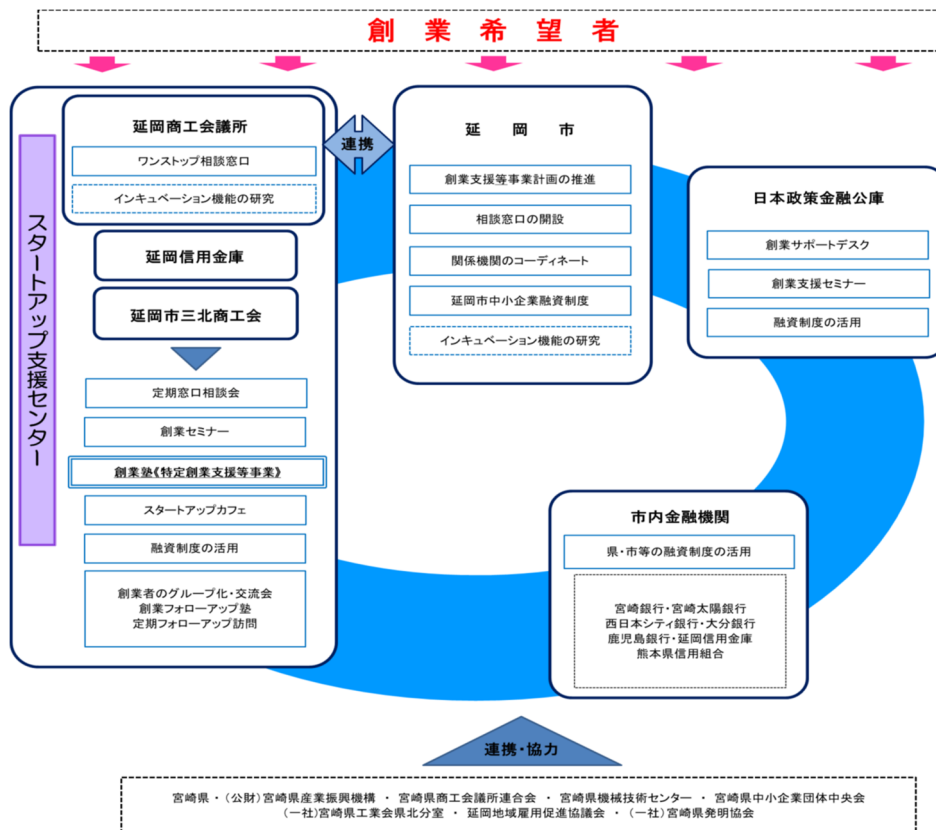 創業希望者
スタートアップ支援センター
延岡商工会議所
ワンストップ相談窓口
インキュベーション機能の研究
延岡信用金庫
延岡市三北商工会
定期窓口相談会
創業セミナー
創業塾《特定創業支援等事業》
スタートアップカフェ
融資制度の活用
創業者のグループ化・交流会
創業フォローアップ塾
定期フォローアップ訪問
連携
延岡市
創業支援等事業計画の推進
相談窓口の開設
関係機関のコーディネート
延岡市中小企業融資制度
インキュベーション機能の研究
日本政策金融公庫
創業サポートデスク
創業支援セミナー
融資制度の活用
市内金融機関
県・市等の融資制度の活用
宮崎銀行・宮崎太陽銀行
西日本シティ銀行・大分銀行
鹿児島銀行・延岡信用金庫
熊本県信用組合
連携・協力
宮崎県・（公財）宮崎県産業振興機構 ・ 宮崎県商工会議所連合会 ・ 宮崎県機械技術センター ・ 宮崎県中小企業団体中央会
（一社）宮崎県工業会県北分室 ・ 延岡地域雇用促進協議会 ・ （一社）宮崎県発明協会